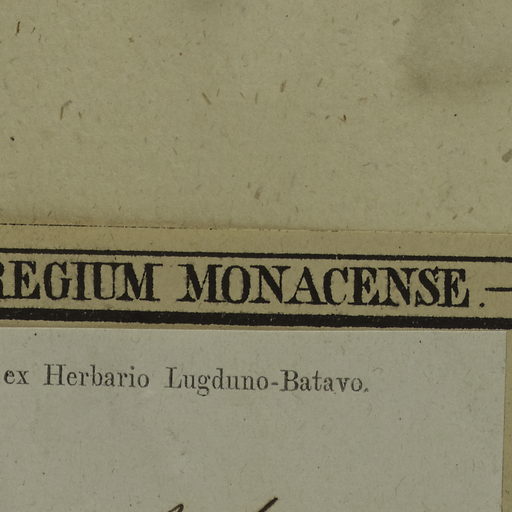 REGIUM MONACENSE.
ex Herbario Lugduno-Batavo.